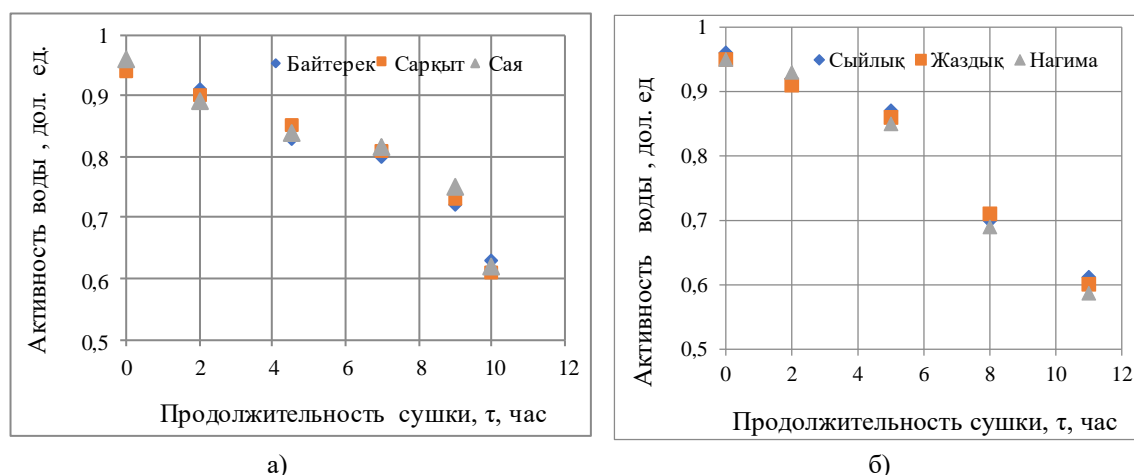 Активность воды , дол. ед.
1
0,9
0,8
0,7
0,6
0,5
Байтерек Сарқыт Сая
0 2 4 6 8 10 12
Продолжительность сушки, τ, час
а)
Активность воды , дол. ед
1
0,9
0,8
0,7
0,6
0,5
Сыйлық Жаздық Нагима
0 2 4 6 8 10 12
Продолжительность сушки, τ, час
б)